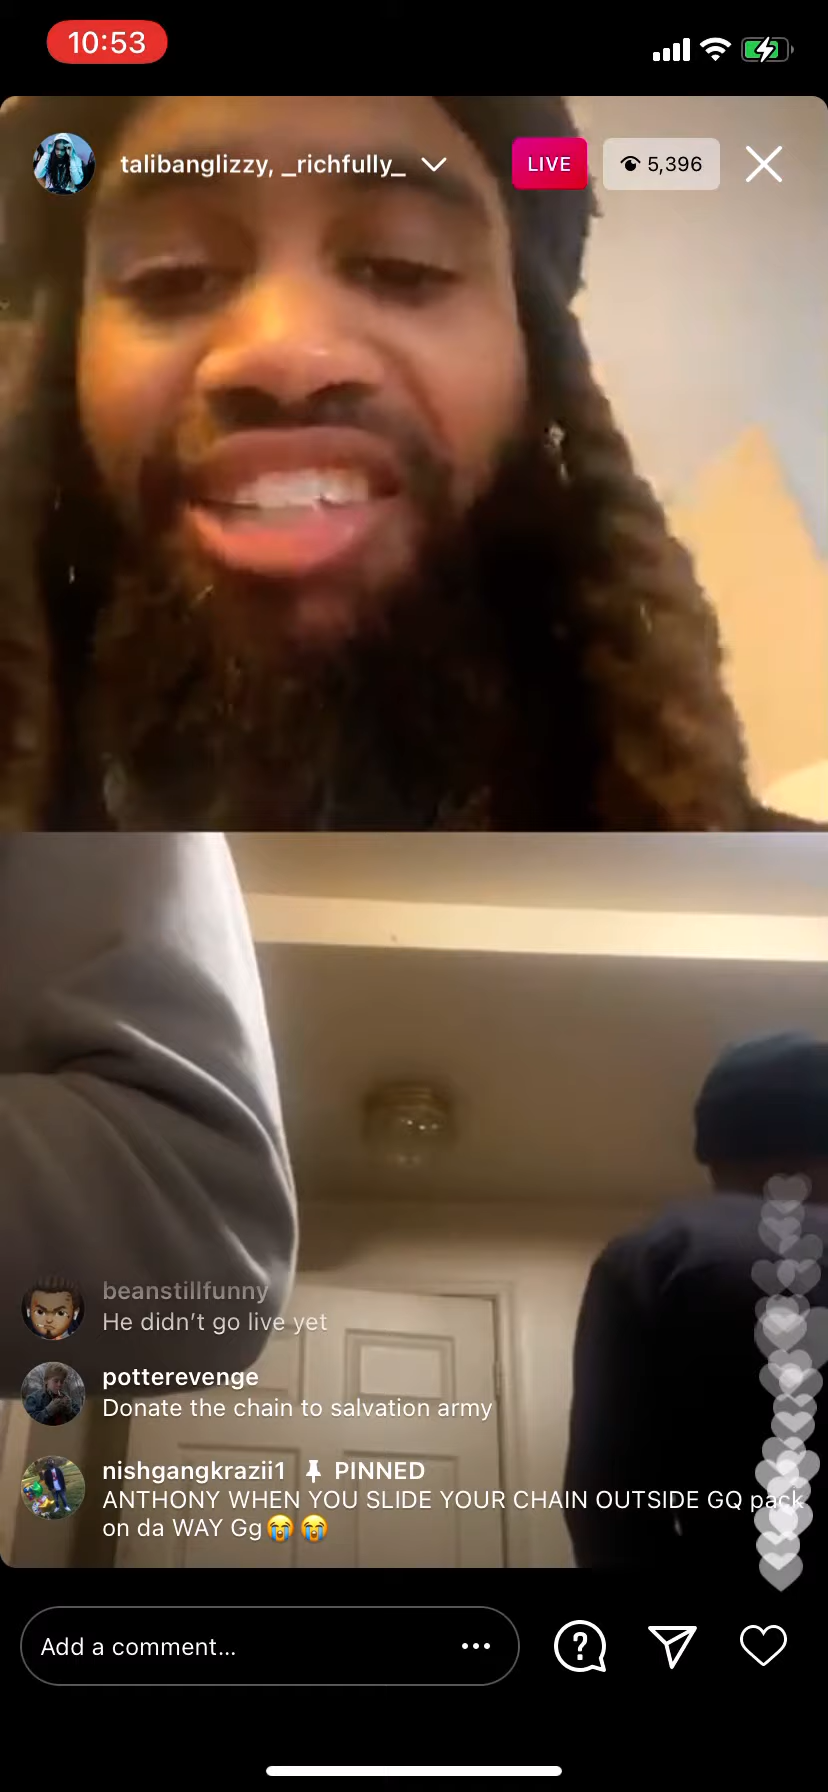 10:53
talibanglizzy, _richfully_
LIVE
5,396
beanstillfunny
He didn't go live yet
potterevenge
Donate the chain to salvation army
nishgangkrazii1 PINNED
ANTHONY WHEN YOU SLIDE YOUR CHAIN OUTSIDE GQ pack
on da WAY Gg😭😭
Add a comment...